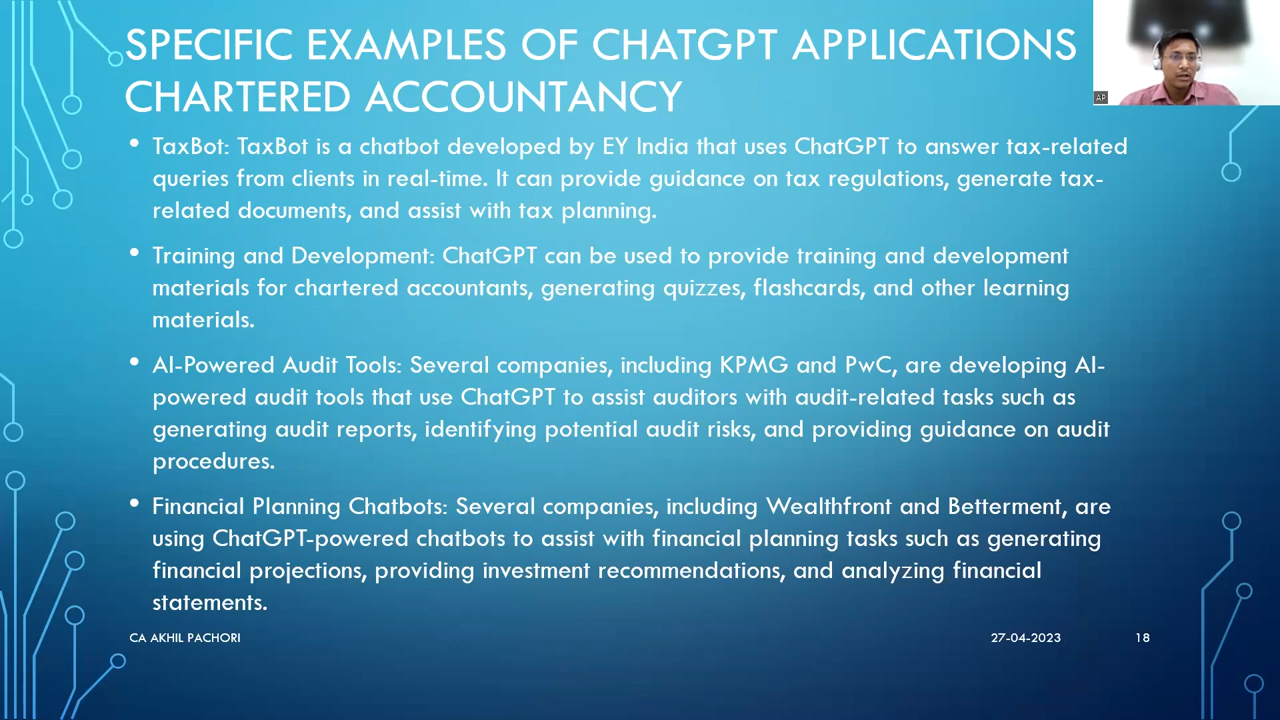 SPECIFIC EXAMPLES OF CHATGPT APPLICATIONS
CHARTERED ACCOUNTANCY
AP
• TaxBot: TaxBot is a chatbot developed by EY India that uses ChatGPT to answer tax-related
queries from clients in real-time. It can provide guidance on tax regulations, generate tax-
related documents, and assist with tax planning.
• Training and Development: ChatGPT can be used to provide training and development
materials for chartered accountants, generating quizzes, flashcards, and other learning
materials.
• AI-Powered Audit Tools: Several companies, including KPMG and PwC, are developing AI-
powered audit tools that use ChatGPT to assist auditors with audit-related tasks such as
generating audit reports, identifying potential audit risks, and providing guidance on audit
procedures.
• Financial Planning Chatbots: Several companies, including Wealthfront and Betterment, are
using ChatGPT-powered chatbots to assist with financial planning tasks such as generating
financial projections, providing investment recommendations, and analyzing financial
statements.
CA AKHIL PACHORI 27-04-2023 18